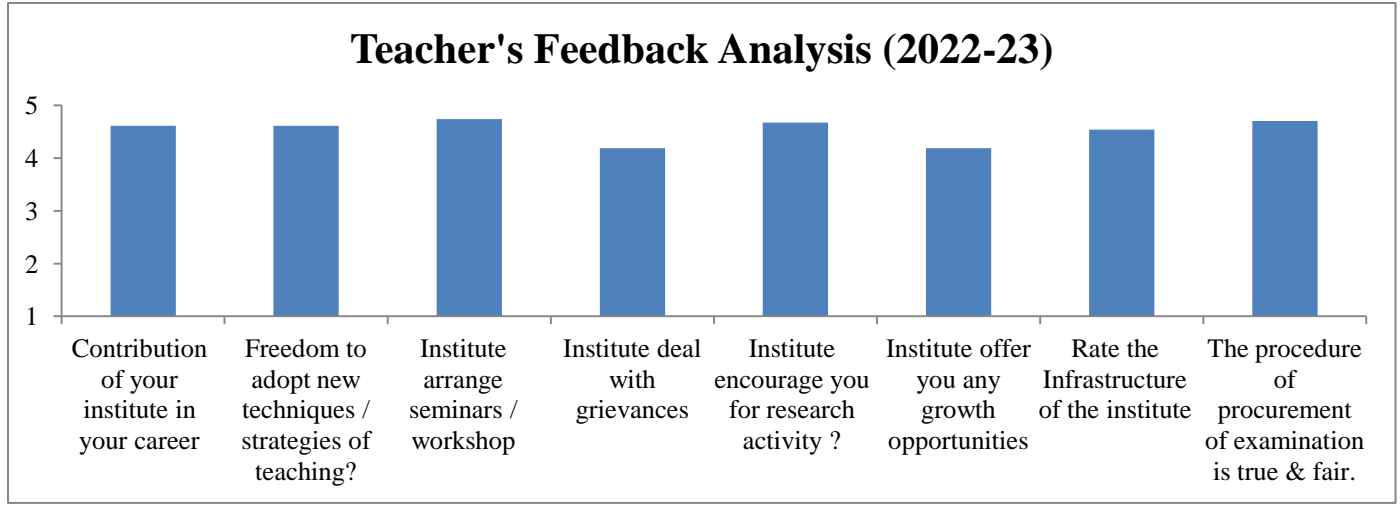 Teacher's Feedback Analysis (2022-23)
5
4
3
2
1
Contribution
of your
institute in
your career
Freedom to
adopt new
techniques /
strategies of
teaching?
Institute
arrange
seminars /
workshop
Institute deal
with
grievances
Institute
encourage you
for research
activity ?
Institute offer
you any
growth
opportunities
Rate the
Infrastructure
of the institute
The procedure
of
procurement
of examination
is true & fair.